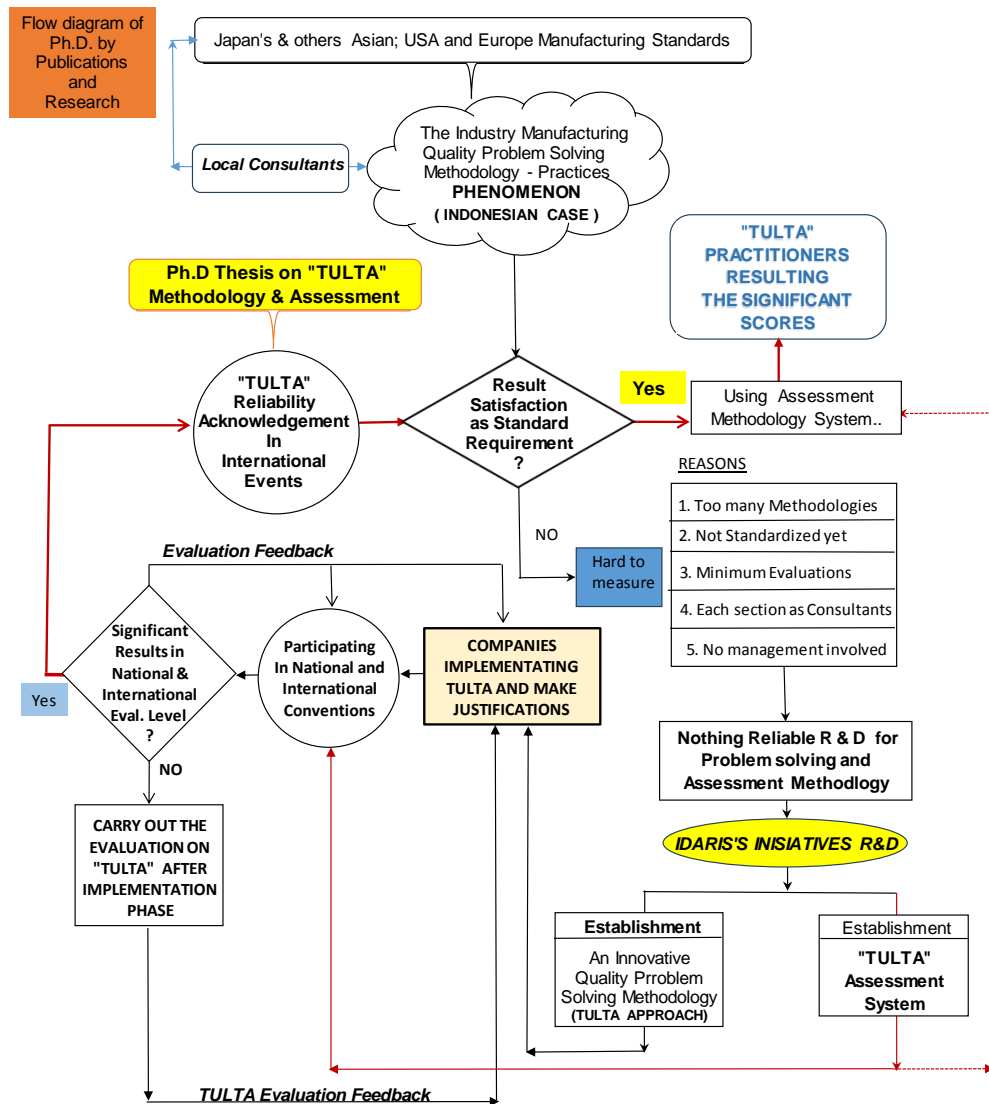 Flow diagram of
Ph.D. by
Publications
and
Research
Japan's & others Asian; USA and Europe Manufacturing Standards
Local Consultants
The Industry Manufacturing
Quality Problem Solving
Methodology - Practices
PHENOMENON
( INDONESIAN CASE )
"TULTA"
PRACTITIONERS
RESULTING
THE SIGNIFICANT
SCORES
Ph.D Thesis on "TULTA"
Methodology & Assessment
"TULTA"
Reliability
Acknowledgement
In
International
Events
Result
Satisfaction
as Standard
Requirement
?
Yes
Using Assessment
Methodology System..
REASONS
1. Too many Methodologies
2. Not Standardized yet
3. Minimum Evaluations
4. Each section as Consultants
5. No management involved
NO
Hard to
measure
Evaluation Feedback
Significant
Results in
National &
International
Eval. Level
?
Yes
NO
Participating
In National and
International
Conventions
COMPANIES
IMPLEMENTATING
TULTA AND MAKE
JUSTIFICATIONS
Nothing Reliable R & D for
Problem solving and
Assessment Methodlogy
CARRY OUT THE
EVALUATION ON
"TULTA" AFTER
IMPLEMENTATION
PHASE
IDARIS'S INISIATIVES R&D
Establishment
An Innovative
Quality Prroblem
Solving Methodology
(TULTA APPROACH)
Establishment
"TULTA"
Assessment
System
TULTA Evaluation Feedback